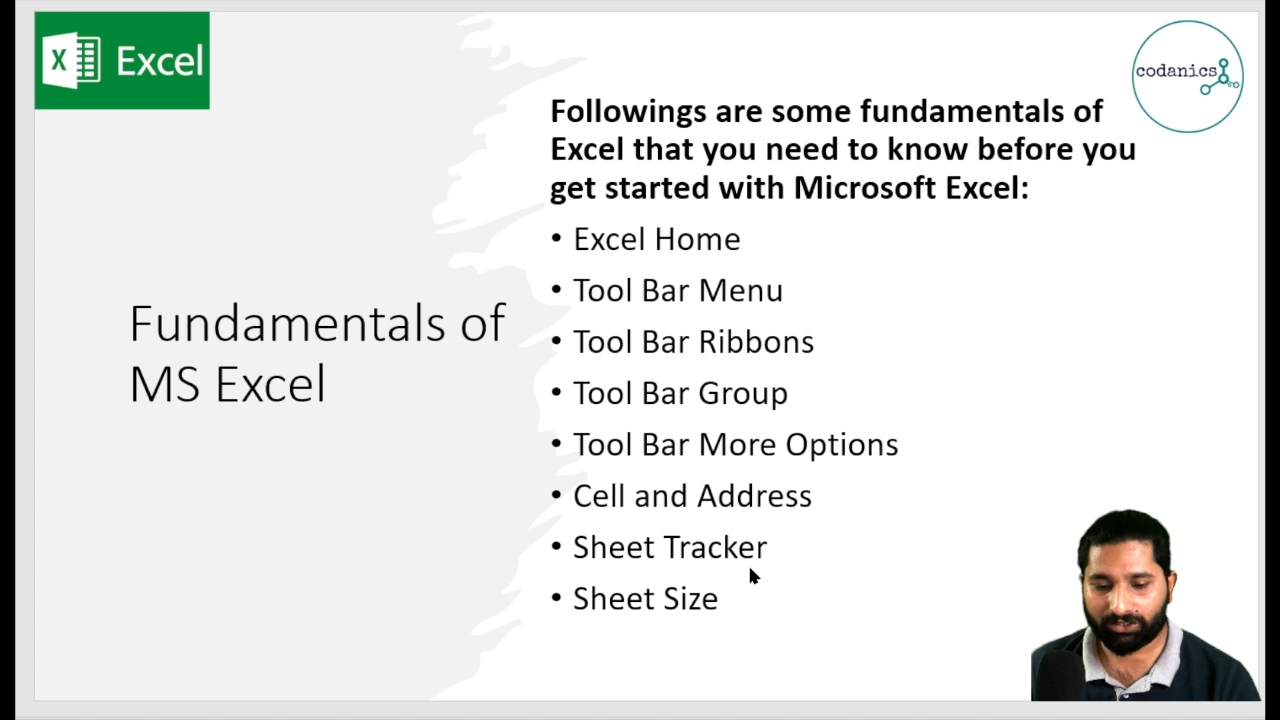 X
Excel
codanics
Followings are some fundamentals of
Excel that you need to know before you
get started with Microsoft Excel:
• Excel Home
• Tool Bar Menu
• Tool Bar Ribbons
• Tool Bar Group
• Tool Bar More Options
• Cell and Address
• Sheet Tracker
• Sheet Size
Fundamentals of
MS Excel